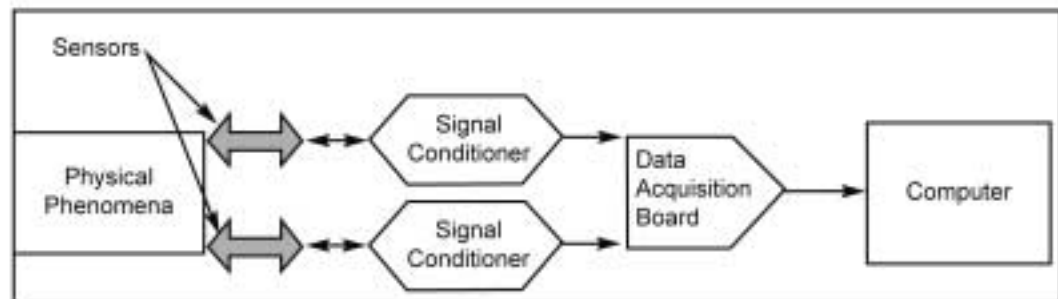 Sensors
Physical
Phenomena
Signal
Conditioner
Signal
Conditioner
Data
Acquisition
Board
Computer